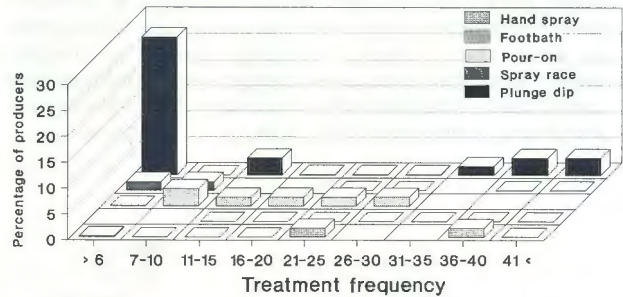 Hand spray
Footbath
Pour-on
Spray race
Plunge dip
Percentage of producers
30
25
20
15
10
5
0
> 6 7-10 11-15 16-20 21-25 26-30 31-35 36-40 41 <
Treatment frequency